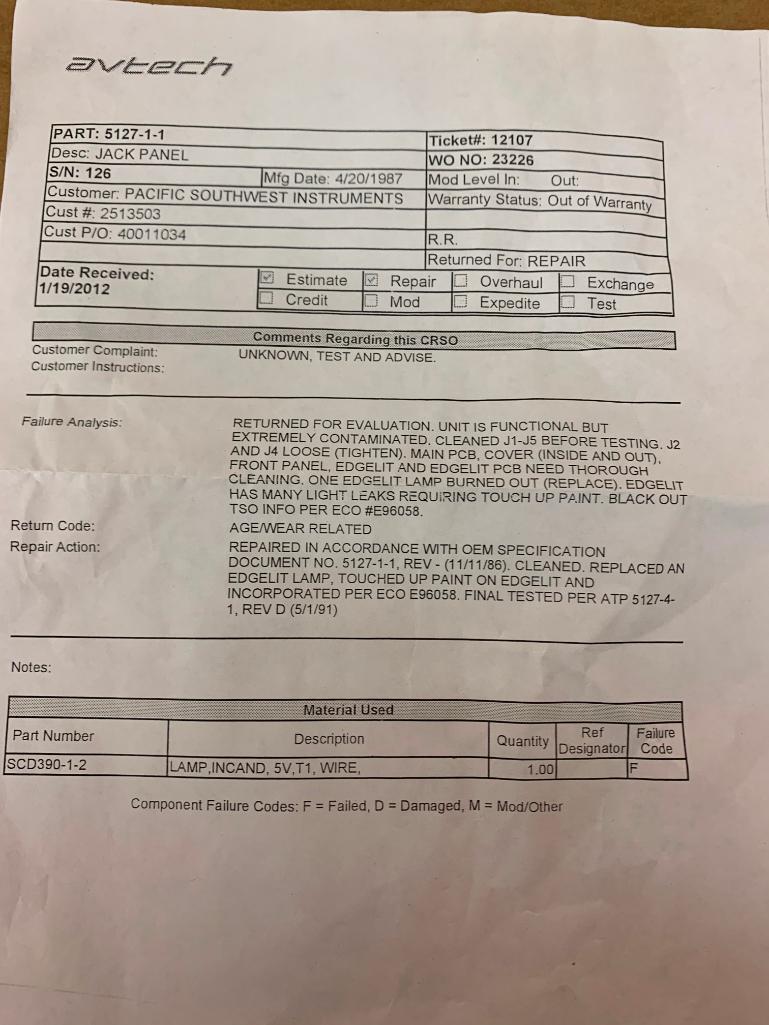 avtech
PART: 5127-1-1
Ticket#: 12107
Desc: JACK PANEL
WO NO: 23226
S/N: 126 Mfg Date: 4/20/1987
Mod Level In: Out:
Customer: PACIFIC SOUTHWEST INSTRUMENTS
Warranty Status: Out of Warranty
Cust #: 2513503
Cust P/O: 40011034
R.R.
Returned For: REPAIR
Date Received:
1/19/2012
Estimate Repair Overhaul Exchange
Credit Mod Expedite Test
Comments Regarding this CRSO
Customer Complaint: UNKNOWN, TEST AND ADVISE.
Customer Instructions:
Failure Analysis: RETURNED FOR EVALUATION. UNIT IS FUNCTIONAL BUT
EXTREMELY CONTAMINATED. CLEANED J1-J5 BEFORE TESTING. J2
AND J4 LOOSE (TIGHTEN). MAIN PCB, COVER (INSIDE AND OUT),
FRONT PANEL, EDGELIT AND EDGELIT PCB NEED THOROUGH
CLEANING. ONE EDGELIT LAMP BURNED OUT (REPLACE). EDGELIT
HAS MANY LIGHT LEAKS REQUIRING TOUCH UP PAINT. BLACK OUT
TSO INFO PER ECO #E96058.
Return Code: AGE/WEAR RELATED
Repair Action: REPAIRED IN ACCORDANCE WITH OEM SPECIFICATION
DOCUMENT NO. 5127-1-1, REV - (11/11/86). CLEANED. REPLACED AN
EDGELIT LAMP, TOUCHED UP PAINT ON EDGELIT AND
INCORPORATED PER ECO E96058. FINAL TESTED PER ATP 5127-4-
1, REV D (5/1/91)
Notes:
Material Used
Part Number Description Quantity Ref Designator Failure Code
SCD390-1-2 LAMP,INCAND, 5V,T1, WIRE, 1.00 F
Component Failure Codes: F = Failed, D = Damaged, M = Mod/Other